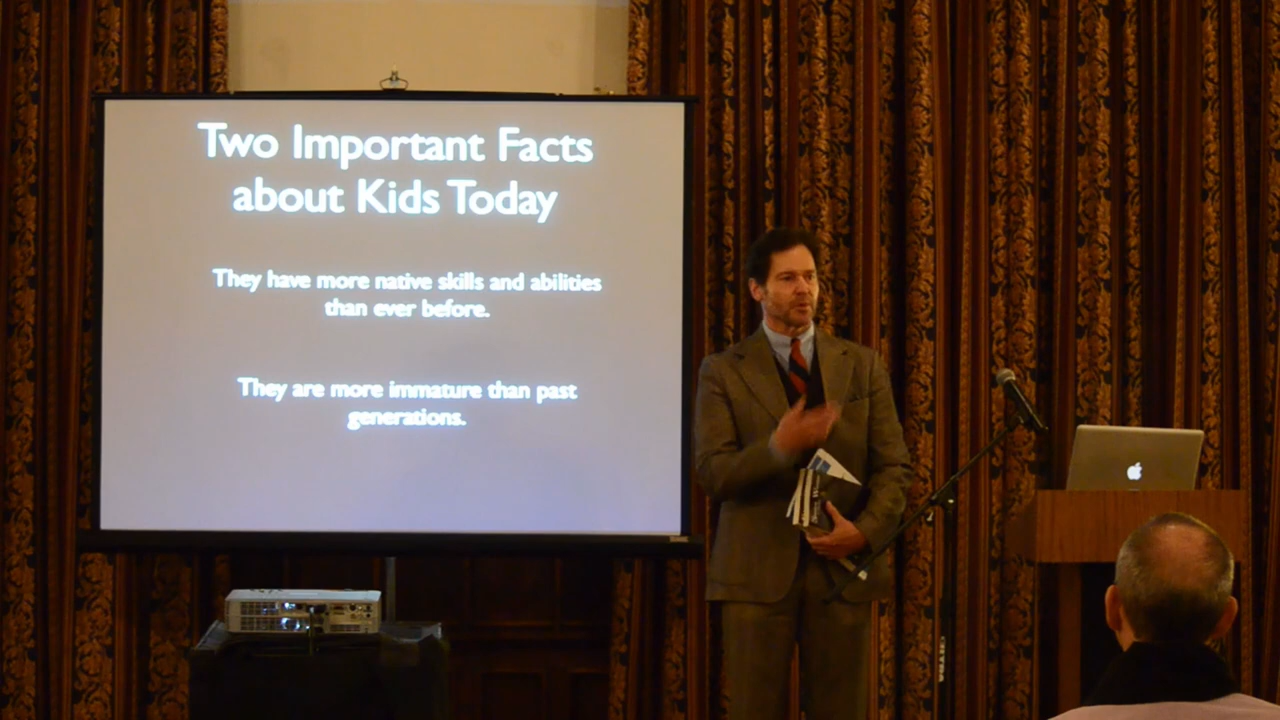 Two Important Facts
about Kids Today
They have more native skills and abilities
than ever before.
They are more immature than past
generations.